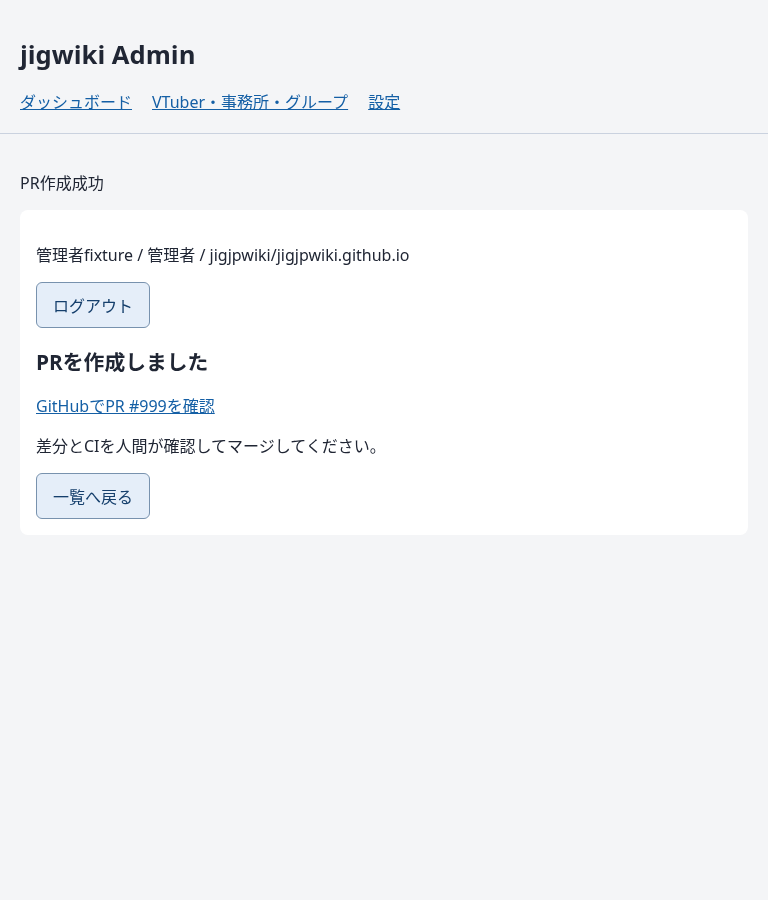 jigwiki Admin
ダッシュボード VTuber・事務所・グループ 設定
PR作成成功
管理者fixture / 管理者 / jigjpwiki/jigjpwiki.github.io
ログアウト
PRを作成しました
GitHubでPR #999を確認
差分とCIを人間が確認してマージしてください。
一覧へ戻る